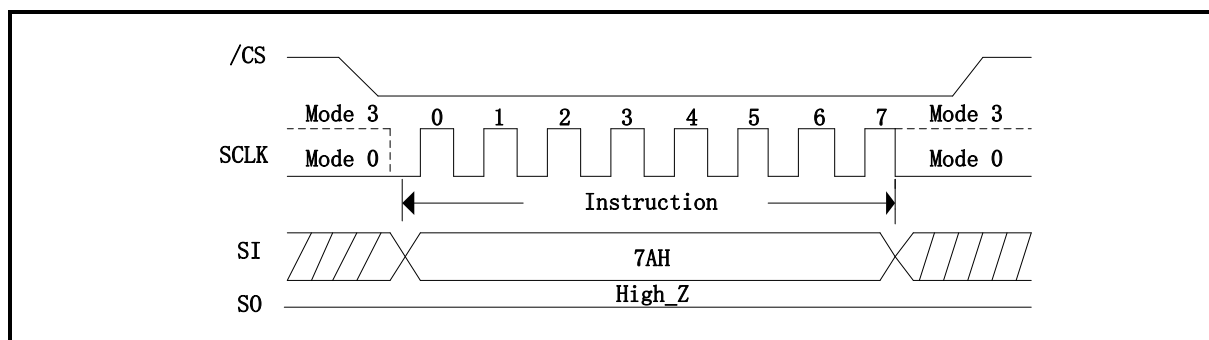 /CS
Mode 3 0 1 2 3 4 5 6 7 Mode 3
SCLK Mode 0 Mode 0
Instruction
SI 7AH
High_Z
SO